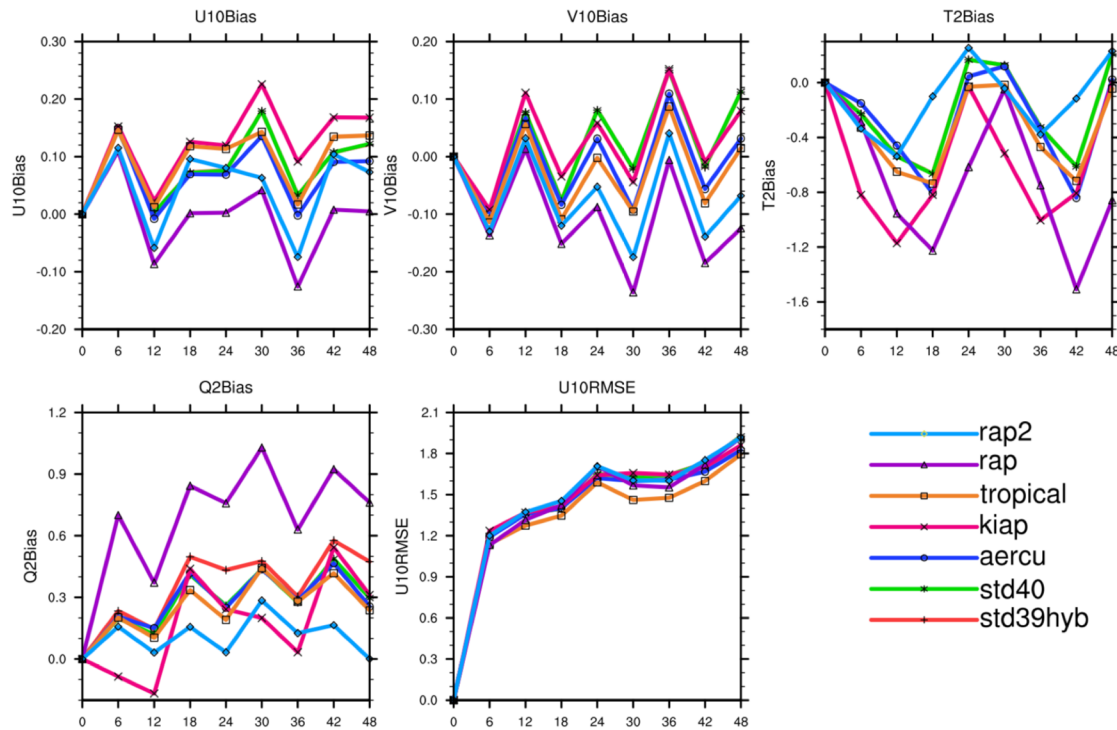 U10Bias
V10Bias
T2Bias
U10Bias
0.30
0.20
0.10
0.00
-0.10
-0.20
0 6 12 18 24 30 36 42 48
V10Bias
0.20
0.10
0.00
-0.10
-0.20
-0.30
0 6 12 18 24 30 36 42 48
T2Bias
0.0
-0.4
-0.8
-1.2
-1.6
0 6 12 18 24 30 36 42 48
Q2Bias
U10RMSE
Q2Bias
1.2
0.9
0.6
0.3
0.0
0 6 12 18 24 30 36 42 48
U10RMSE
2.1
1.8
1.5
1.2
0.9
0.6
0.3
0.0
0 6 12 18 24 30 36 42 48
rap2
rap
tropical
kiap
aercu
std40
std39hyb